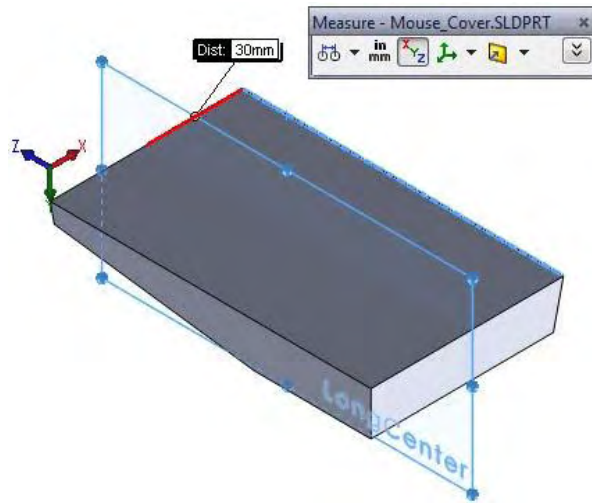 Measure - Mouse_Cover.SLDPRT
in
mm
X
Y
Z
Dist: 30mm
Z
X
LongCenter